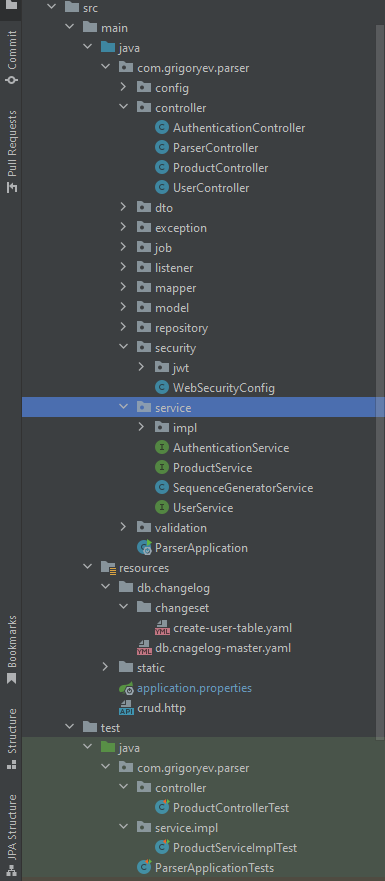 src
main
java
com.grigoryev.parser
config
controller
AuthenticationController
ParserController
ProductController
UserController
dto
exception
job
listener
mapper
model
repository
security
jwt
WebSecurityConfig
service
impl
AuthenticationService
ProductService
SequenceGeneratorService
UserService
validation
ParserApplication
resources
db.changelog
changeset
create-user-table.yaml
db.cnagelog-master.yaml
static
application.properties
crud.http
test
java
com.grigoryev.parser
controller
ProductControllerTest
service.impl
ProductServiceImplTest
ParserApplicationTests
Commit
Pull Requests
Bookmarks
Structure
JPA Structure
C
C
C
C
C
I
I
C
I
YML
YML
API